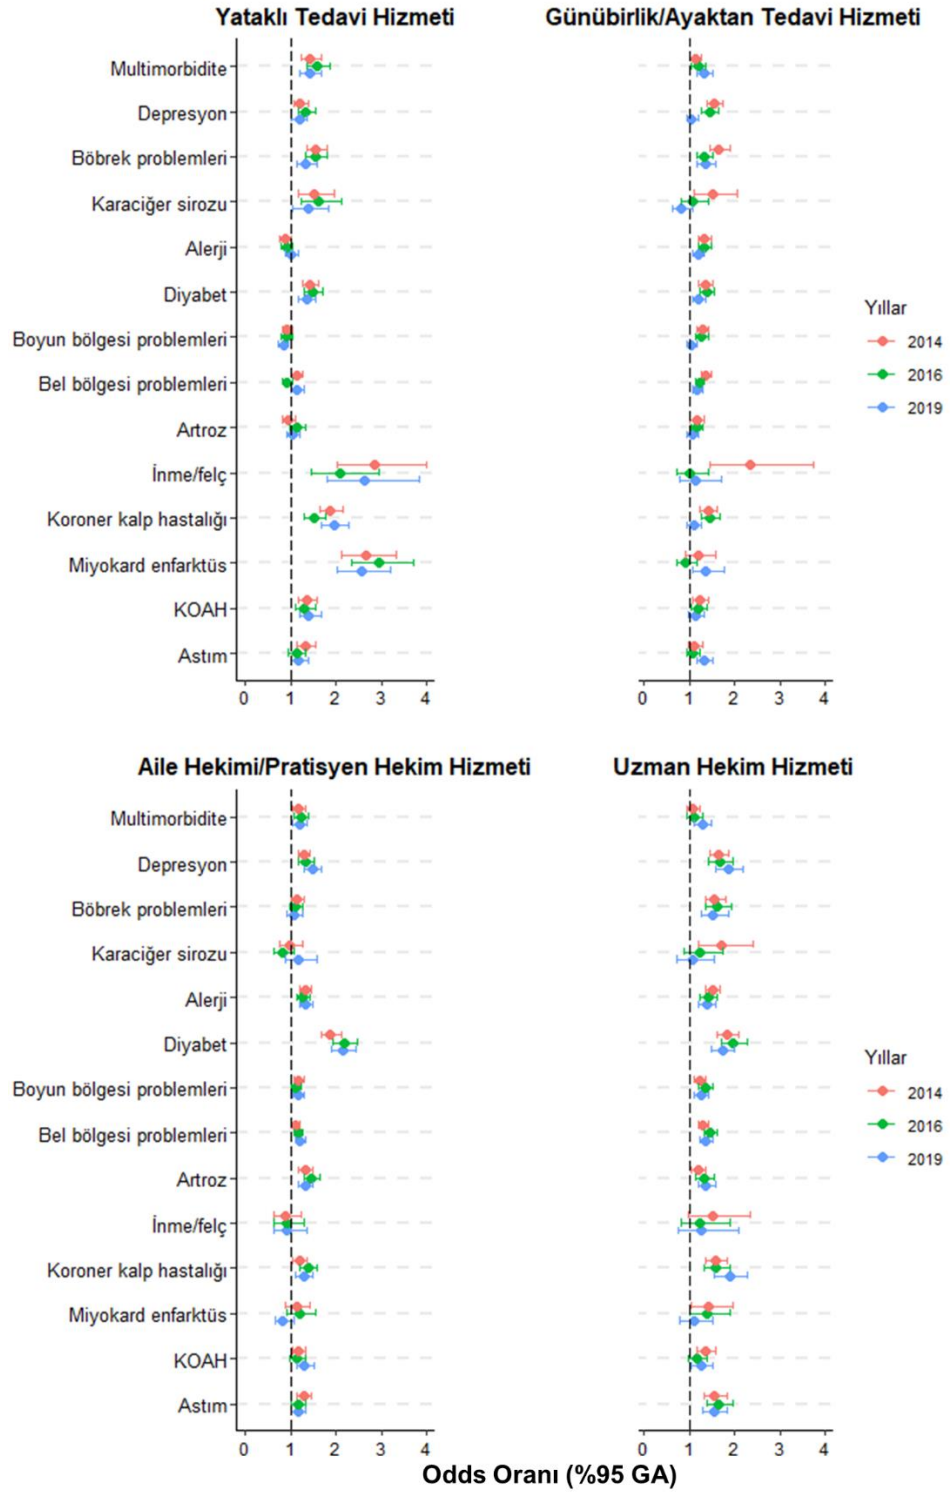 Yataklı Tedavi Hizmeti
Günübirlik/Ayaktan Tedavi Hizmeti
Multimorbidite
Depresyon
Böbrek problemleri
Karaciğer sirozu
Alerji
Diyabet
Boyun bölgesi problemleri
Bel bölgesi problemleri
Artroz
İnme/felç
Koroner kalp hastalığı
Miyokard enfarktüs
KOAH
Astım
0 1 2 3 4
0 1 2 3 4
Yıllar
2014
2016
2019
Aile Hekimi/Pratisyen Hekim Hizmeti
Uzman Hekim Hizmeti
Multimorbidite
Depresyon
Böbrek problemleri
Karaciğer sirozu
Alerji
Diyabet
Boyun bölgesi problemleri
Bel bölgesi problemleri
Artroz
İnme/felç
Koroner kalp hastalığı
Miyokard enfarktüs
KOAH
Astım
0 1 2 3 4
0 1 2 3 4
Yıllar
2014
2016
2019
Odds Oranı (%95 GA)